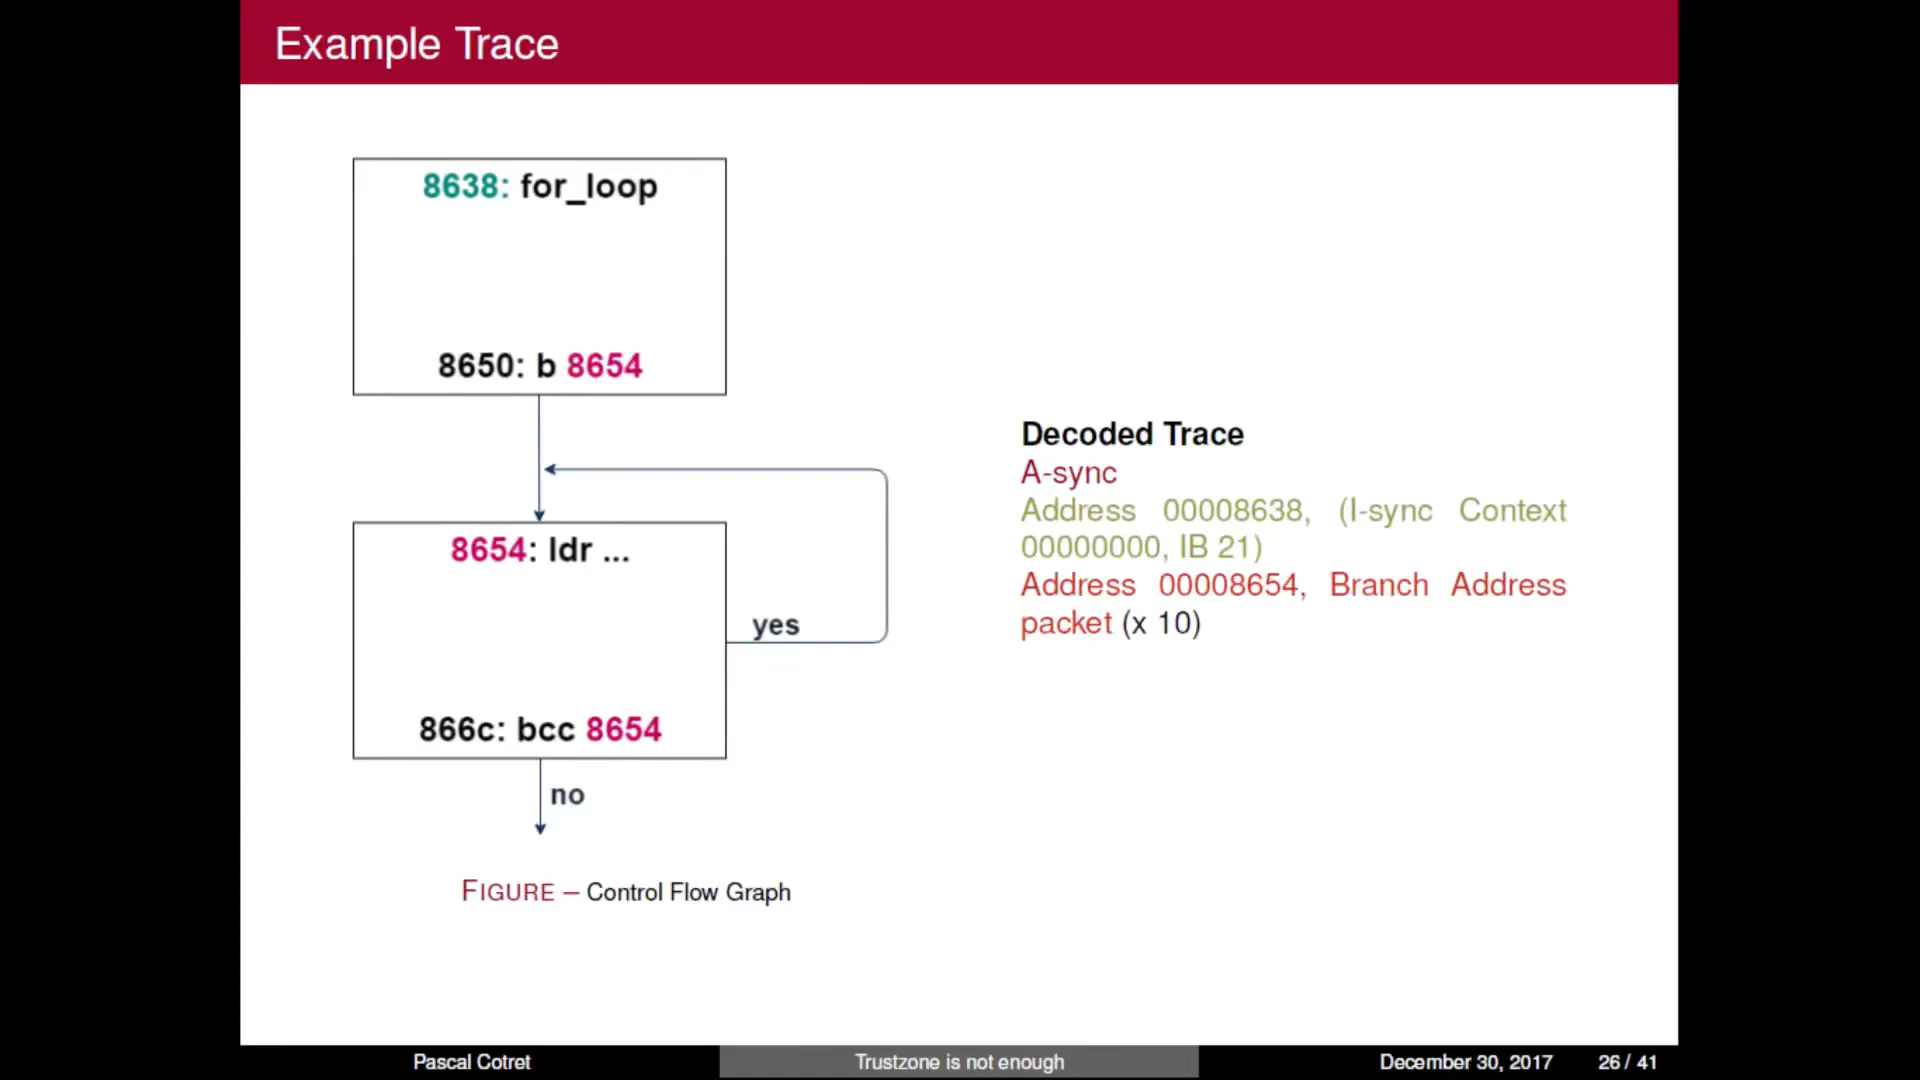 Example Trace
8638: for_loop
8650: b 8654
8654: ldr ...
yes
866c: bcc 8654
no
FIGURE – Control Flow Graph
Decoded Trace
A-sync
Address 00008638, (I-sync Context
00000000, IB 21)
Address 00008654, Branch Address
packet (x 10)
Pascal Cotret
Trustzone is not enough
December 30, 2017
26 / 41